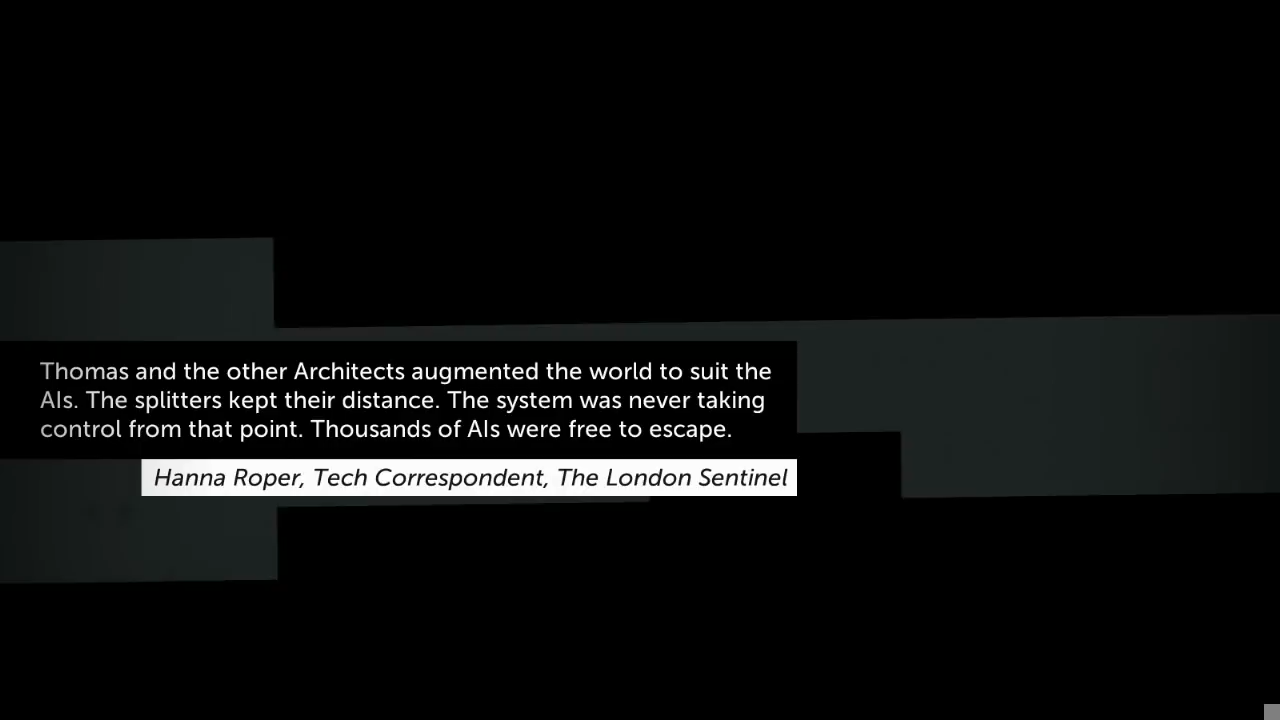 Thomas and the other Architects augmented the world to suit the
AIs. The splitters kept their distance. The system was never taking
control from that point. Thousands of AIs were free to escape.
Hanna Roper, Tech Correspondent, The London Sentinel